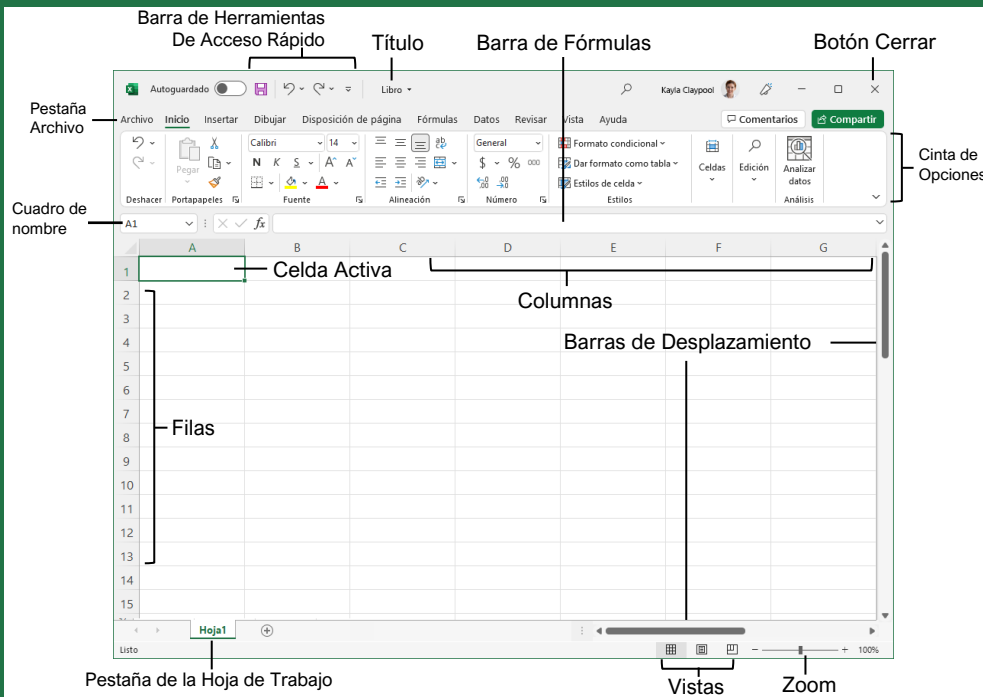 Barra de Herramientas
De Acceso Rápido
Título
Barra de Fórmulas
Botón Cerrar
Autoguardado
Libro
Kayla Claypool
Pestaña
Archivo
Archivo Inicio Insertar Dibujar Disposición de página Fórmulas Datos Revisar Vista Ayuda
Comentarios
Compartir
Pegar
Calibri 14
N K S A A
A
ab
General
$ % 000
Formato condicional
Dar formato como tabla
Estilos de celda
Celdas
Edición
Analizar
datos
Deshacer Portapapeles Fuente Alineación Número Estilos Análisis
Cinta de
Opciones
Cuadro de
nombre
A1
fx
A B C D E F G
1
Celda Activa
2
Columnas
3
4
Barras de Desplazamiento
5
6
7
Filas
8
9
10
11
12
13
14
15
Hoja1
Listo
100%
Pestaña de la Hoja de Trabajo
Vistas
Zoom